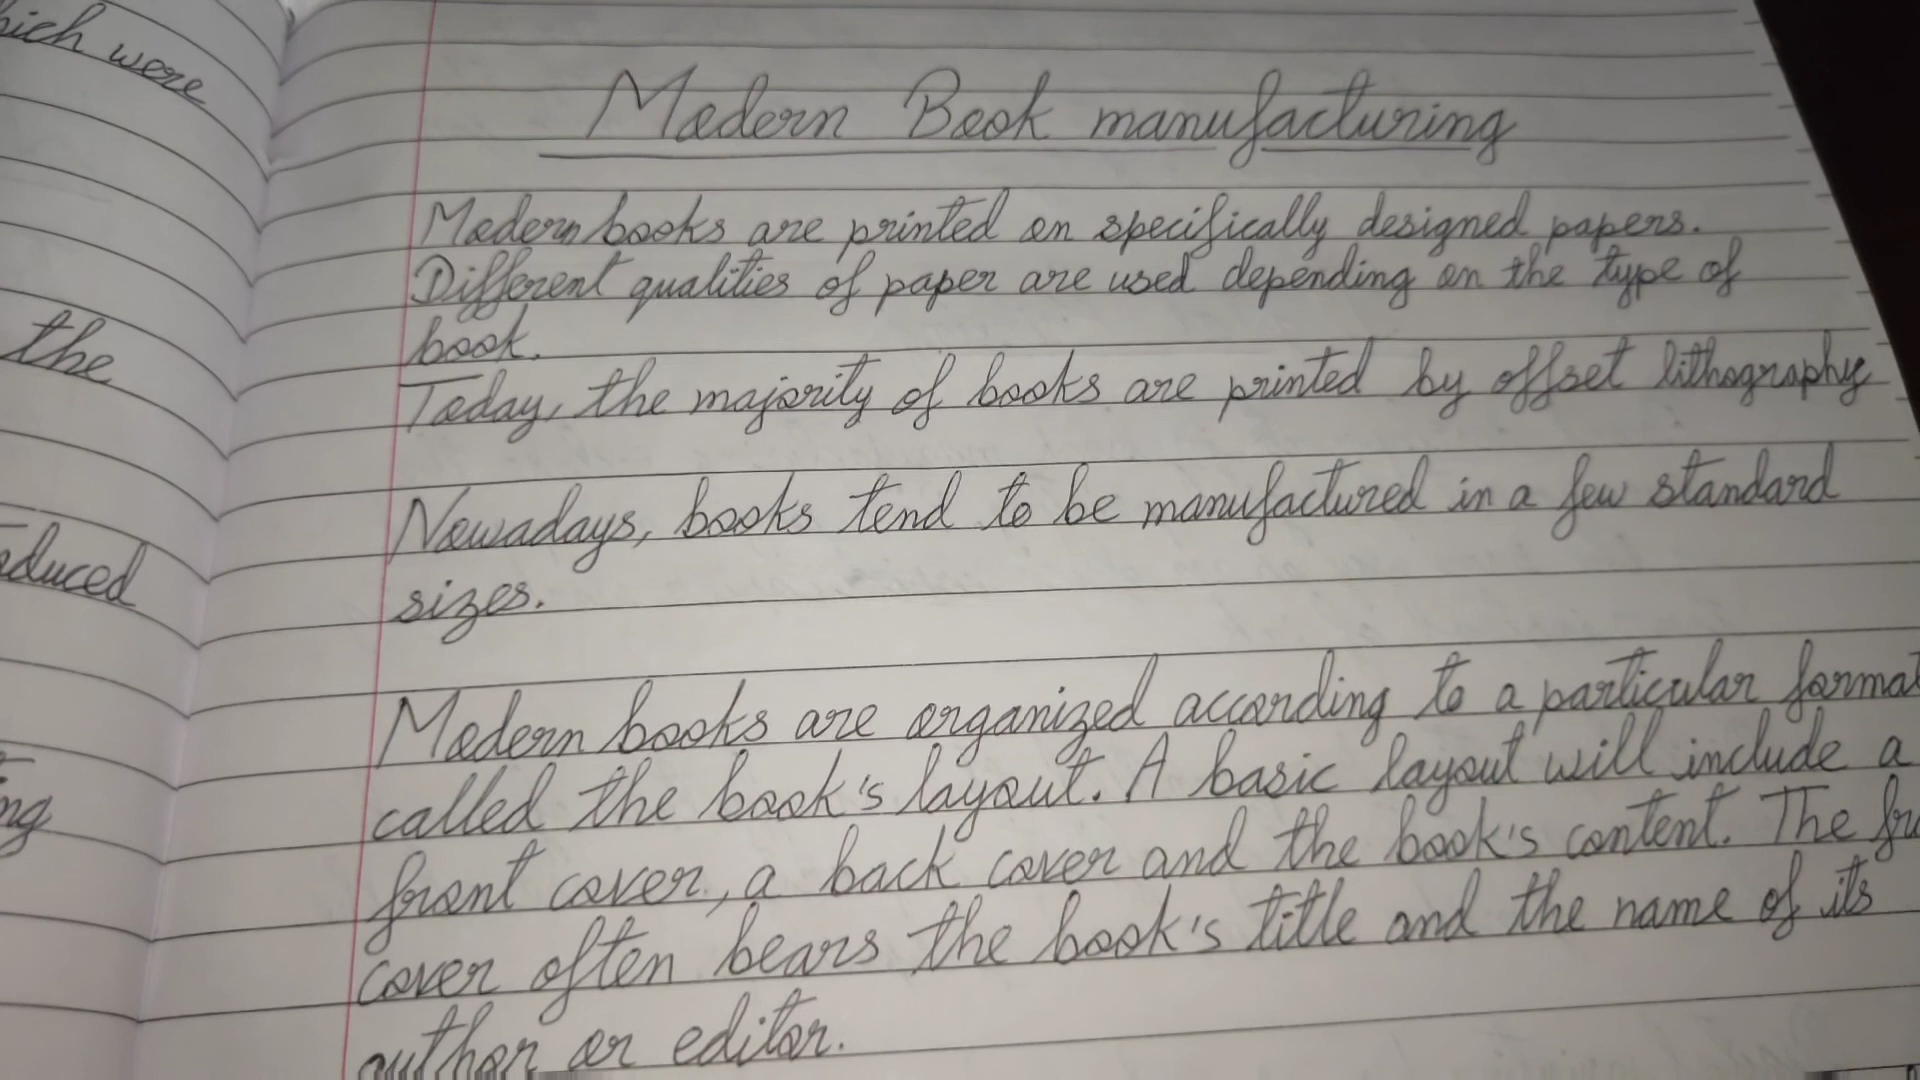 hich were
the
oduced
ng
Modern Book manufacturing
Modern books are printed on specifically designed papers.
Different qualities of paper are used depending on the type of
book.
Today, the majority of books are printed by offset lithography
Nowadays, books tend to be manufactured in a few standard
sizes.
Modern books are organized according to a particular format
called the book's layout. A basic layout will include a
front cover, a back cover and the book's content. The fro
cover often bears the book's title and the name of its
author or editor.